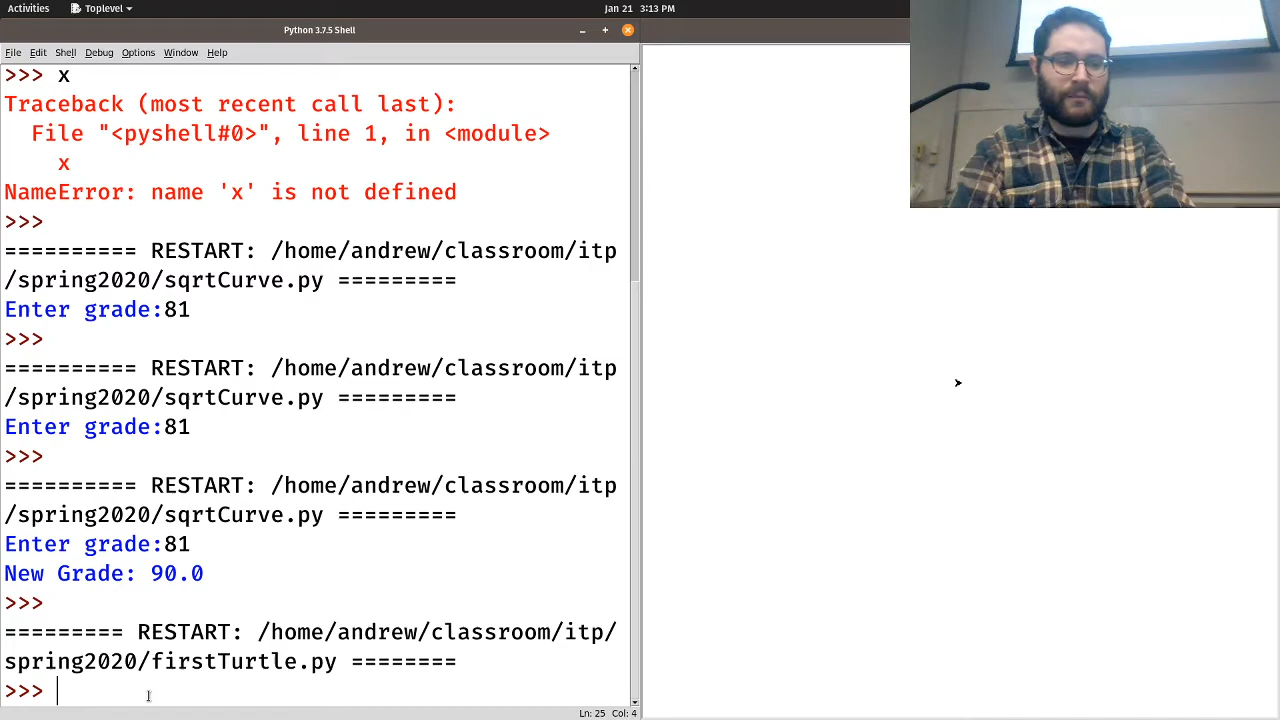 Activities
Toplevel
Jan 21 3:13 PM
Python 3.7.5 Shell
File Edit Shell Debug Options Window Help
>>> x
Traceback (most recent call last):
  File "<pyshell#0>", line 1, in <module>
    x
NameError: name 'x' is not defined
>>>
========== RESTART: /home/andrew/classroom/itp
/spring2020/sqrtCurve.py =========
Enter grade:81
>>>
========== RESTART: /home/andrew/classroom/itp
/spring2020/sqrtCurve.py =========
Enter grade:81
>>>
========== RESTART: /home/andrew/classroom/itp
/spring2020/sqrtCurve.py =========
Enter grade:81
New Grade: 90.0
>>>
========= RESTART: /home/andrew/classroom/itp/
spring2020/firstTurtle.py ========
>>>
Ln: 25 Col: 4